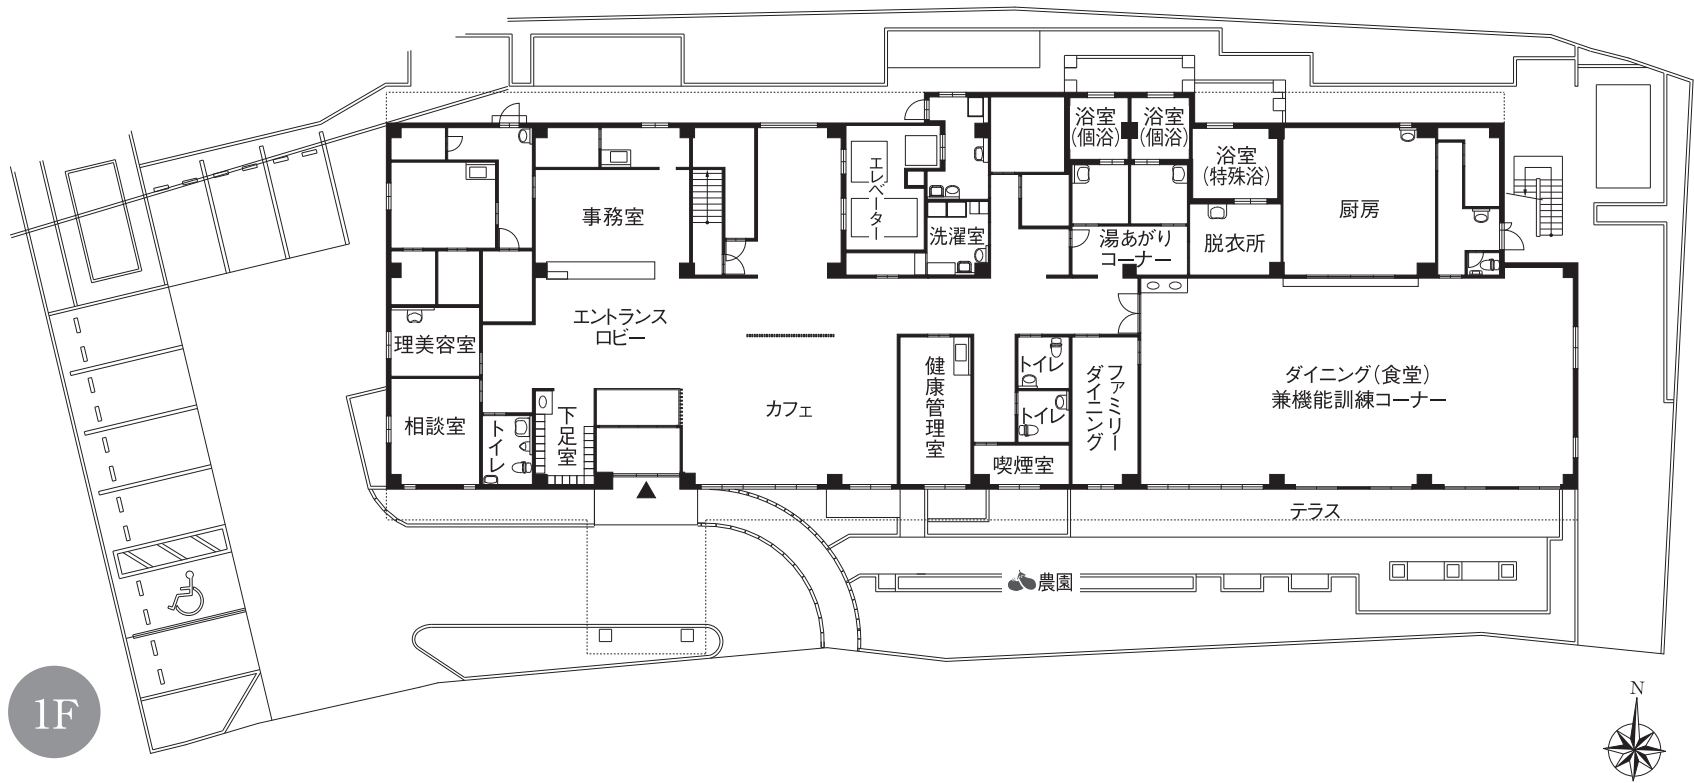 浴室
(個浴)
浴室
(個浴)
浴室
(特殊浴)
エレベーター
事務室
厨房
洗濯室
湯あがり
コーナー
脱衣所
エントランス
ロビー
理美容室
トイレ
健康管理室
ファミリー
ダイニング
ダイニング(食堂)
兼機能訓練コーナー
カフェ
下足室
相談室
トイレ
トイレ
喫煙室
テラス
農園
1F
N